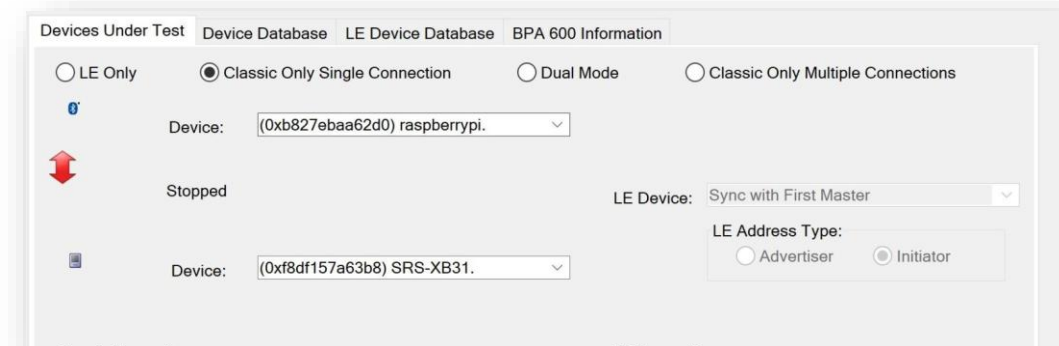 Devices Under Test Device Database LE Device Database BPA 600 Information
LE Only Classic Only Single Connection Dual Mode Classic Only Multiple Connections
Device: (0xb827ebaa62d0) raspberrypi.
Stopped
LE Device: Sync with First Master
LE Address Type:
Advertiser Initiator
Device: (0xf8df157a63b8) SRS-XB31.